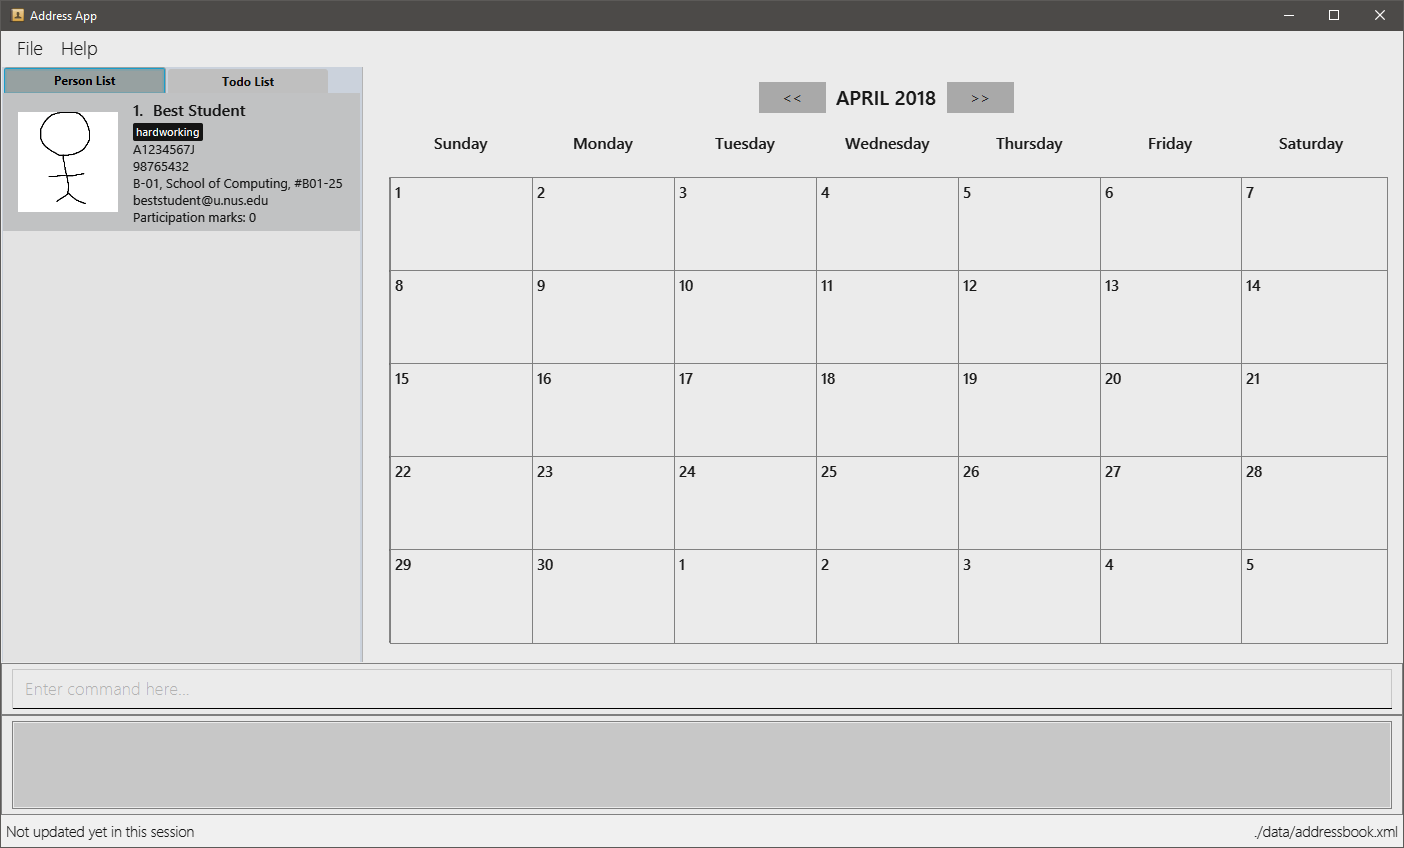 Address App
File Help
Person List Todo List
1. Best Student
hardworking
A1234567J
98765432
B-01, School of Computing, #B01-25
beststudent@u.nus.edu
Participation marks: 0
<< APRIL 2018 >>
Sunday Monday Tuesday Wednesday Thursday Friday Saturday
1 2 3 4 5 6 7
8 9 10 11 12 13 14
15 16 17 18 19 20 21
22 23 24 25 26 27 28
29 30 1 2 3 4 5
Enter command here...
Not updated yet in this session ./data/addressbook.xml